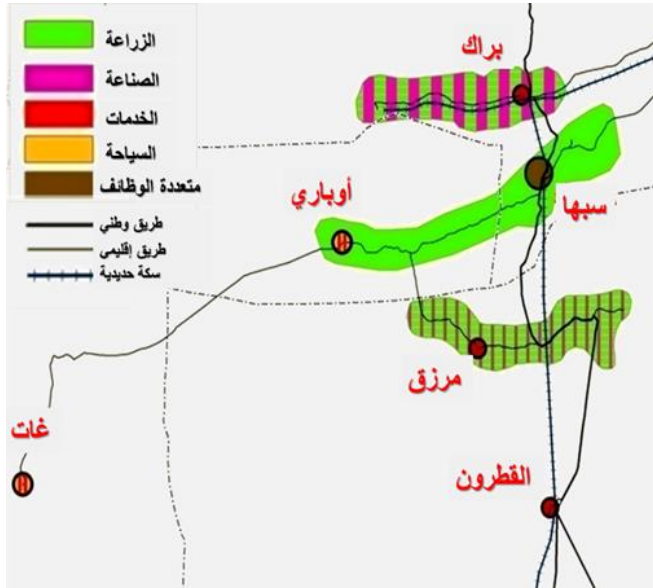 الزراعة
الصناعة
الخدمات
السياحة
متعددة الوظائف
طريق وطني
طريق إقليمي
سكة حديدية
براك
سبها
أوباري
مرزق
غات
القطرون